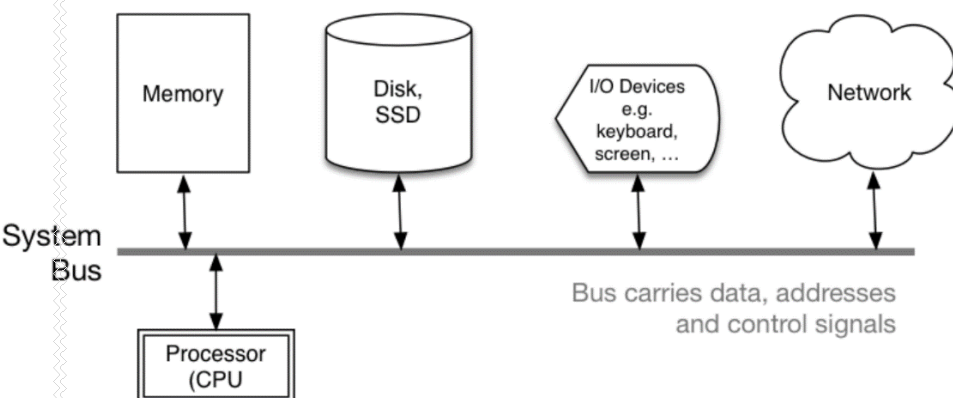 Memory
Disk,
SSD
I/O Devices
e.g.
keyboard,
screen, ...
Network
System
Bus
Bus carries data, addresses
and control signals
Processor
(CPU